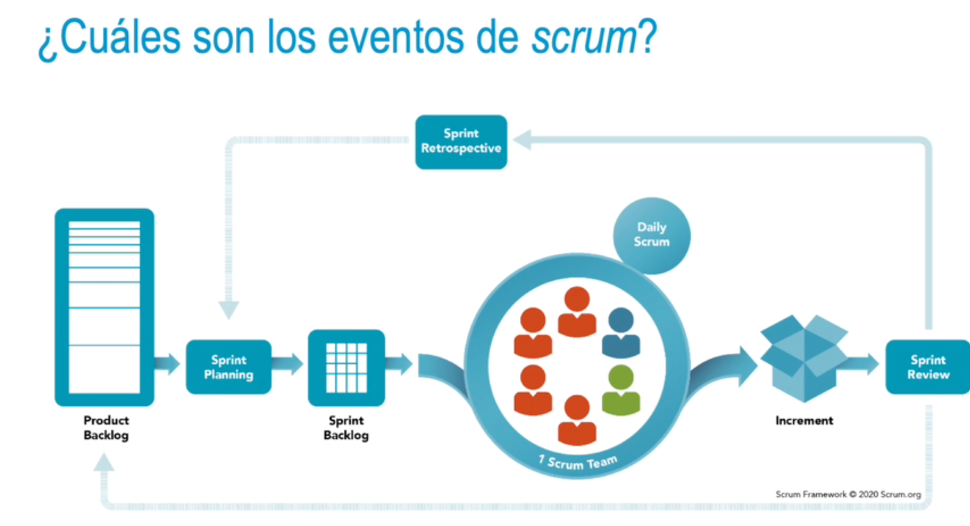 ¿Cuáles son los eventos de scrum?
Sprint
Retrospective
Daily
Scrum
Sprint
Planning
Sprint
Review
Product
Backlog
Sprint
Backlog
Increment
1 Scrum Team
Scrum Framework © 2020 Scrum.org